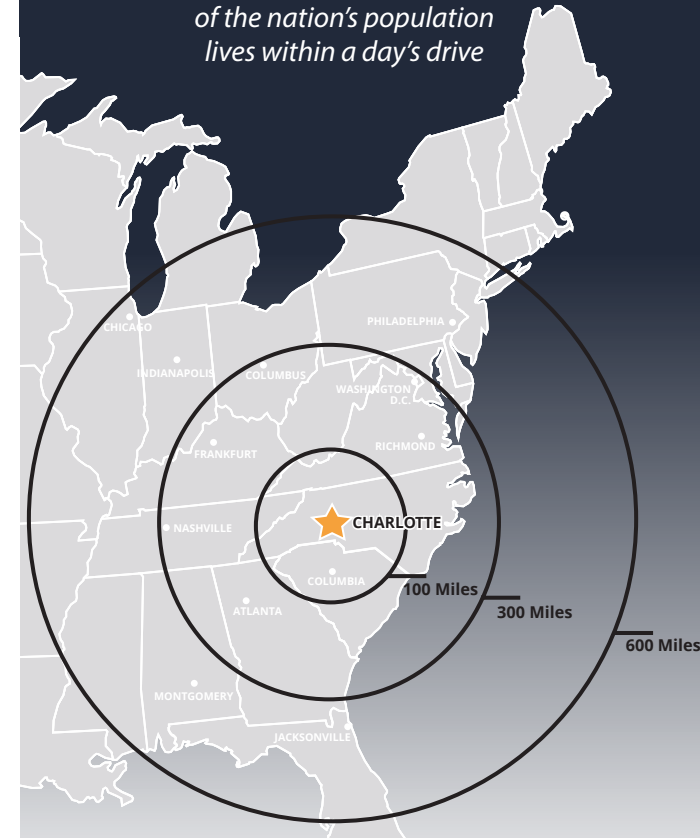 of the nation's population
lives within a day's drive
PHILADELPHIA
CHICAGO
INDIANAPOLIS
COLUMBUS
WASHINGTON
D.C.
RICHMOND
FRANKFURT
CHARLOTTE
NASHVILLE
COLUMBIA
100 Miles
ATLANTA
300 Miles
600 Miles
MONTGOMERY
JACKSONVILLE